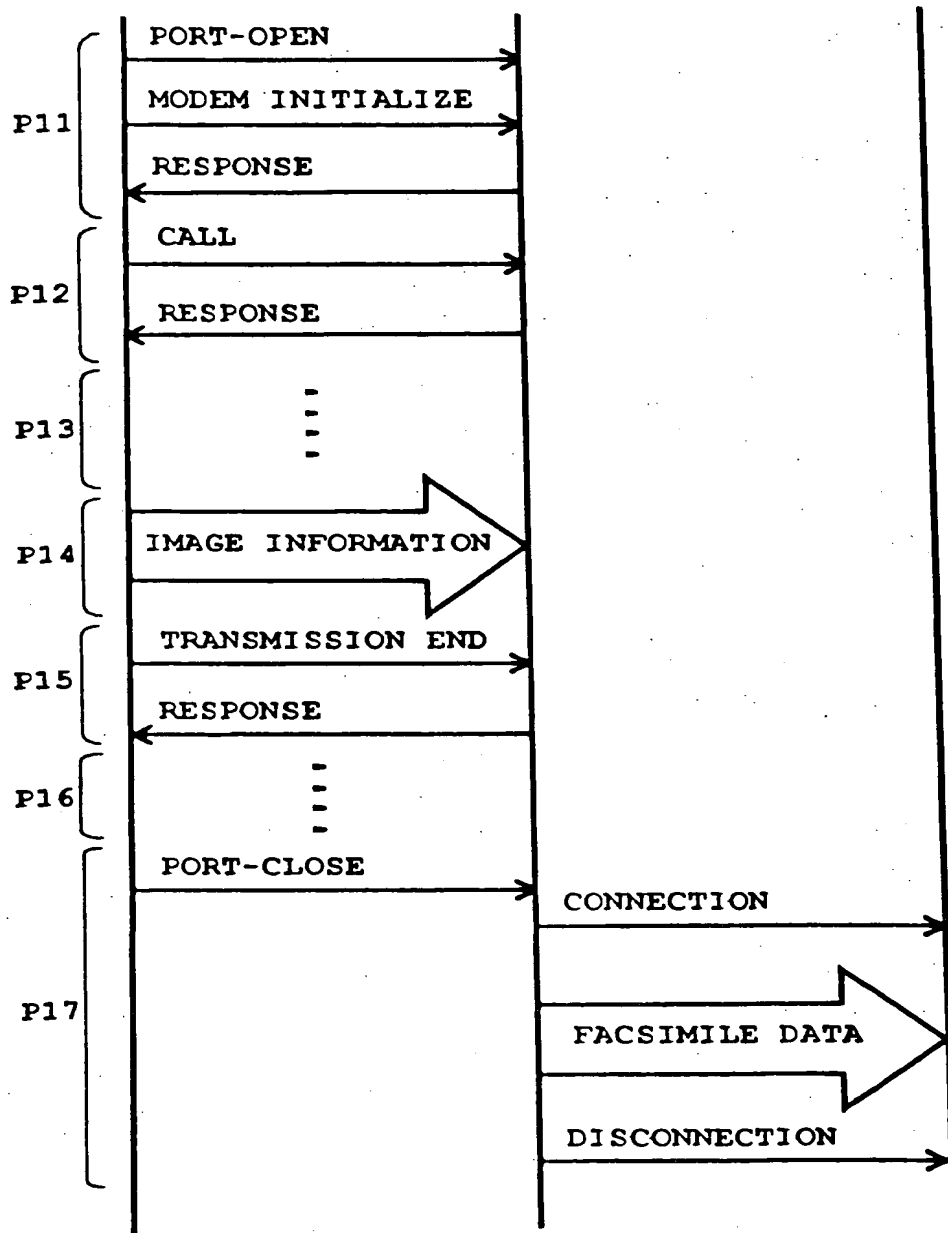 PORT-OPEN
MODEM INITIALIZE
P11
RESPONSE
CALL
P12
RESPONSE
P13
IMAGE INFORMATION
P14
TRANSMISSION END
P15
RESPONSE
P16
PORT-CLOSE
CONNECTION
P17
FACSIMILE DATA
DISCONNECTION